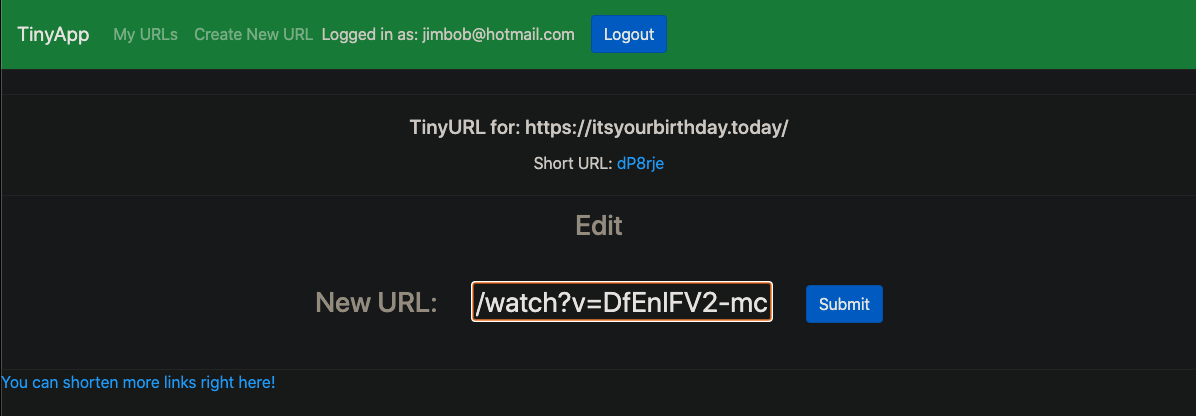 TinyApp My URLs Create New URL Logged in as: jimbob@hotmail.com Logout
TinyURL for: https://itsyourbirthday.today/
Short URL: dP8rje
Edit
New URL: /watch?v=DfEnlFV2-mc Submit
You can shorten more links right here!